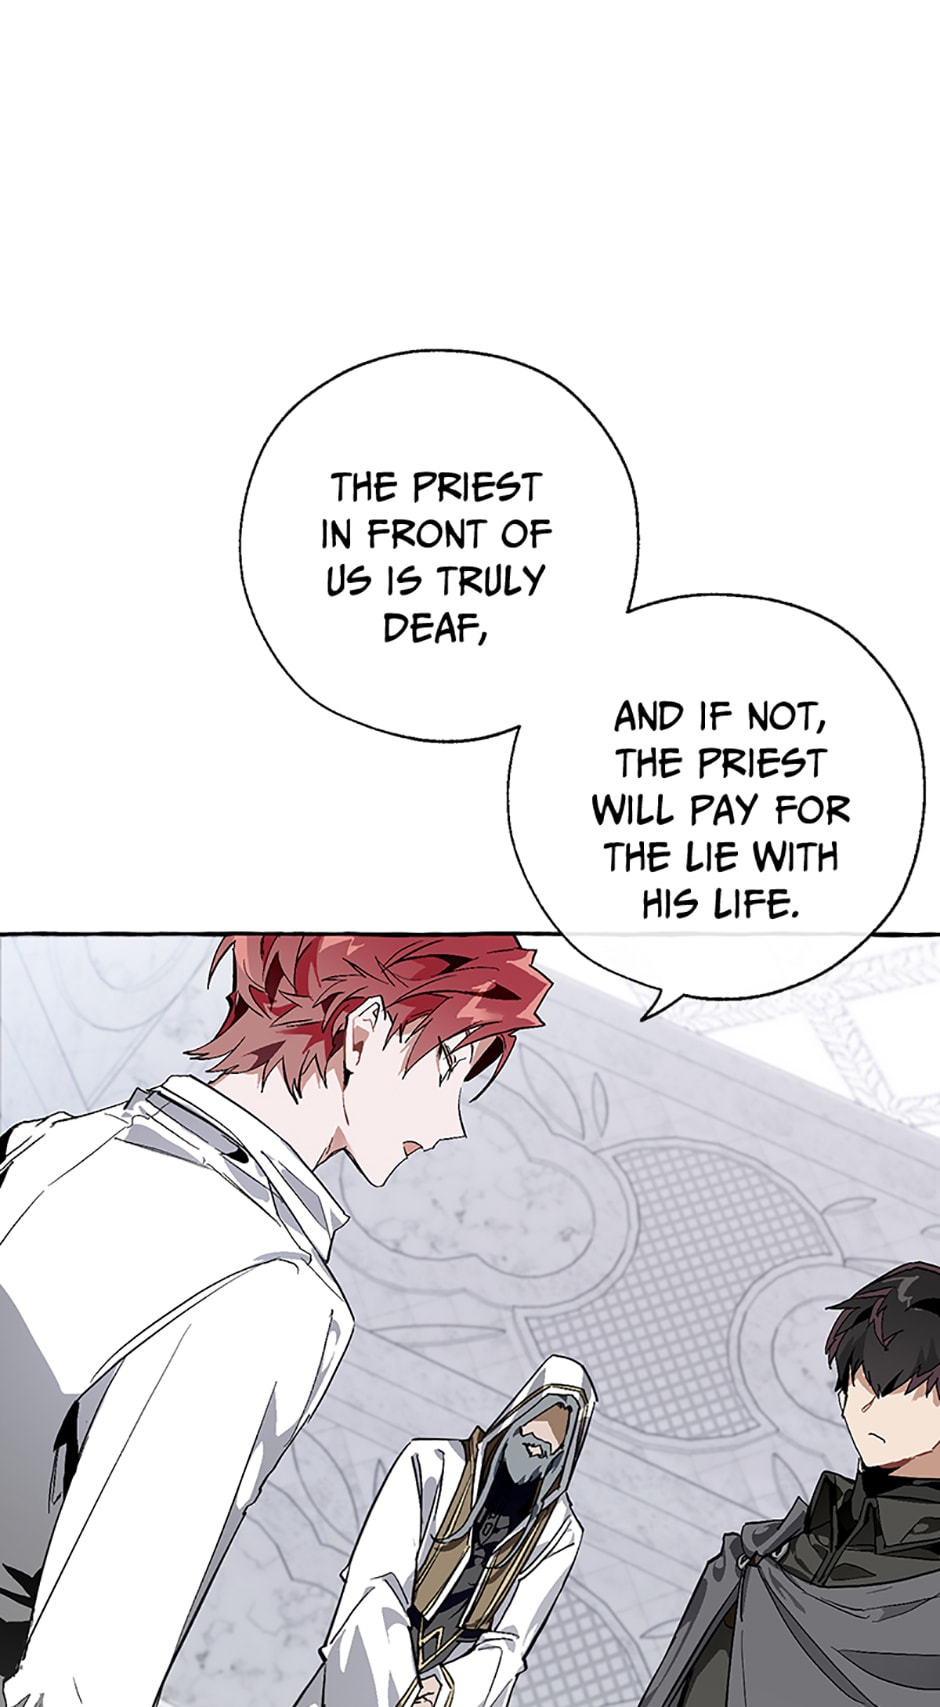 THE PRIEST
IN FRONT OF
US IS TRULY
DEAF,
AND IF NOT,
THE PRIEST
WILL PAY FOR
THE LIE WITH
HIS LIFE.